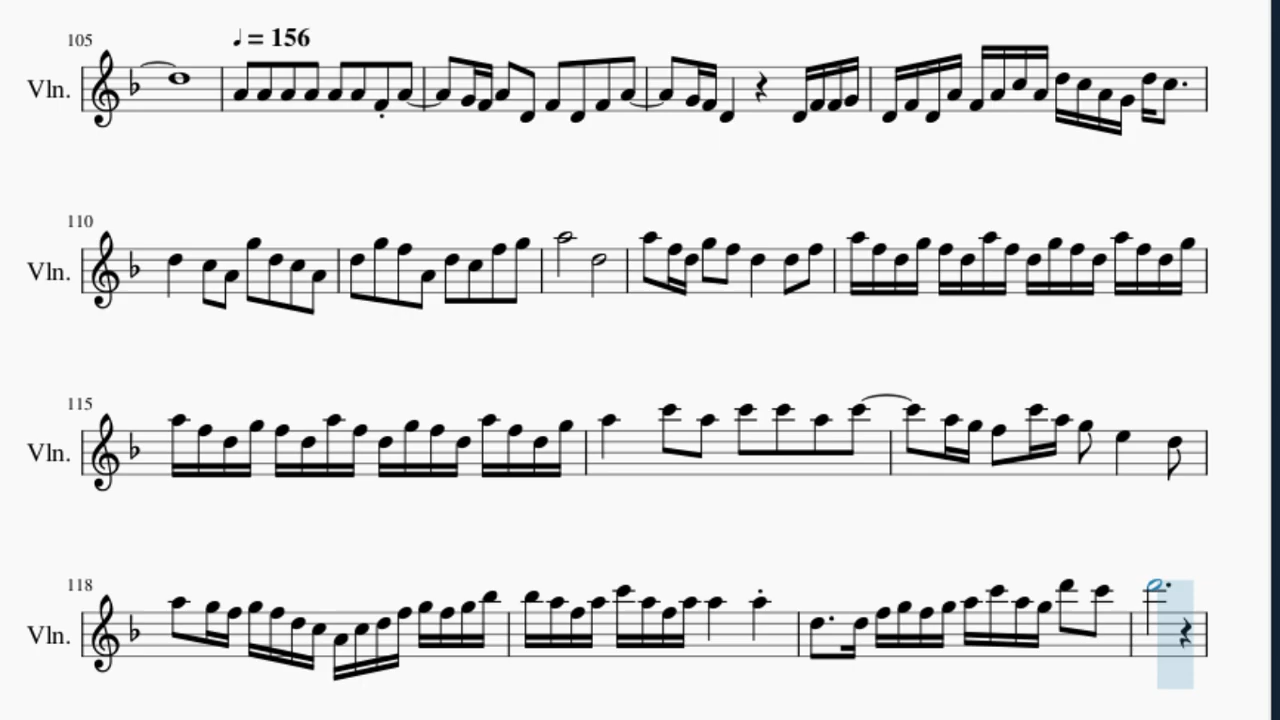 105
♩ = 156
Vln.
110
Vln.
115
Vln.
118
Vln.